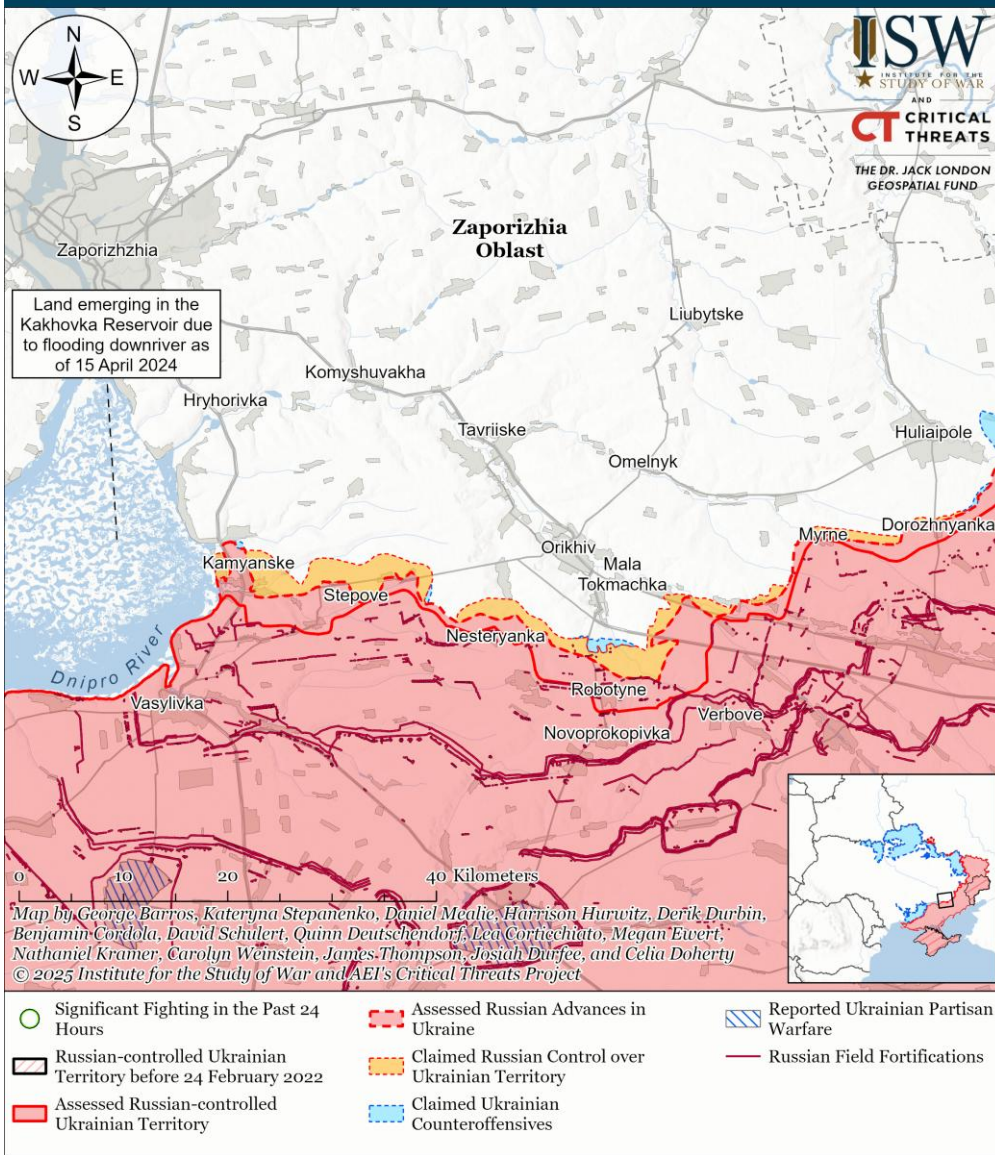 N
W E
S
ISW
INSTITUTE FOR THE
STUDY OF WAR
AND
CT CRITICAL
THREATS
THE DR. JACK LONDON
GEOSPATIAL FUND
Zaporizhia
Oblast
Zaporizhzhia
Land emerging in the
Kakhovka Reservoir due
to flooding downriver as
of 15 April 2024
Liubytske
Komyshuvakha
Hryhorivka
Tavriiske
Huliaipole
Omelnyk
Dorozhnyanka
Myrne
Orikhiv
Kamyanske
Mala
Tokmachka
Stepove
Nesteryanka
Dnipro River
Robotyne
Vasylivka
Verbove
Novoprokopivka
0 10 20 40 Kilometers
Map by George Barros, Kateryna Stepanenko, Daniel Mealie, Harrison Hurwitz, Derik Durbin,
Benjamin Cordola, David Schulert, Quinn Deutschendorf, Lea Corticchiato, Megan Ewert,
Nathaniel Kramer, Carolyn Weinstein, James Thompson, Josiah Durfee, and Celia Doherty
© 2025 Institute for the Study of War and AEI's Critical Threats Project
Significant Fighting in the Past 24
Hours
Russian-controlled Ukrainian
Territory before 24 February 2022
Assessed Russian-controlled
Ukrainian Territory
Assessed Russian Advances in
Ukraine
Claimed Russian Control over
Ukrainian Territory
Claimed Ukrainian
Counteroffensives
Reported Ukrainian Partisan
Warfare
Russian Field Fortifications